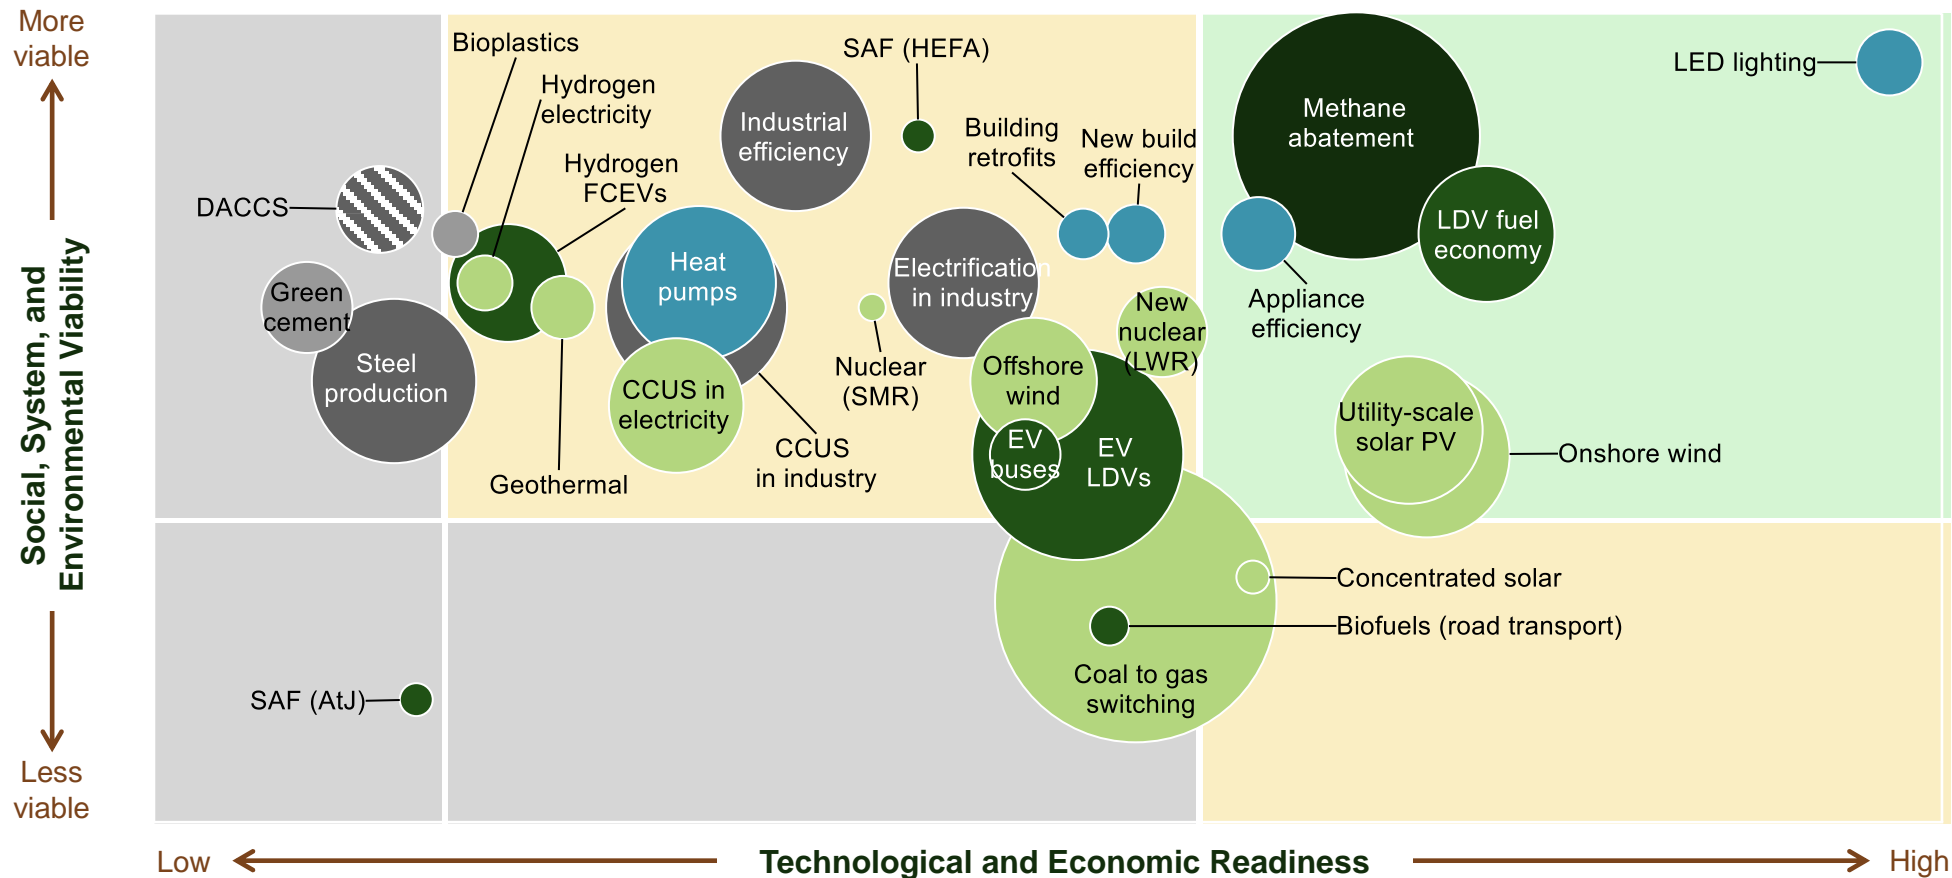 More
viable
Social, System, and
Environmental Viability
Less
viable
Bioplastics
Hydrogen
electricity
Hydrogen
FCEVs
Industrial
efficiency
SAF (HEFA)
Building
retrofits
New build
efficiency
Methane
abatement
LED lighting
DACCS
LDV fuel
economy
Green
cement
Steel
production
Heat
pumps
Electrification
in industry
New
nuclear
(LWR)
Appliance
efficiency
Nuclear
(SMR)
Offshore
wind
CCUS in
electricity
CCUS
in industry
Geothermal
EV
buses
EV
LDVs
Utility-scale
solar PV
Onshore wind
Concentrated solar
Biofuels (road transport)
Coal to gas
switching
SAF (AtJ)
Low
Technological and Economic Readiness
High